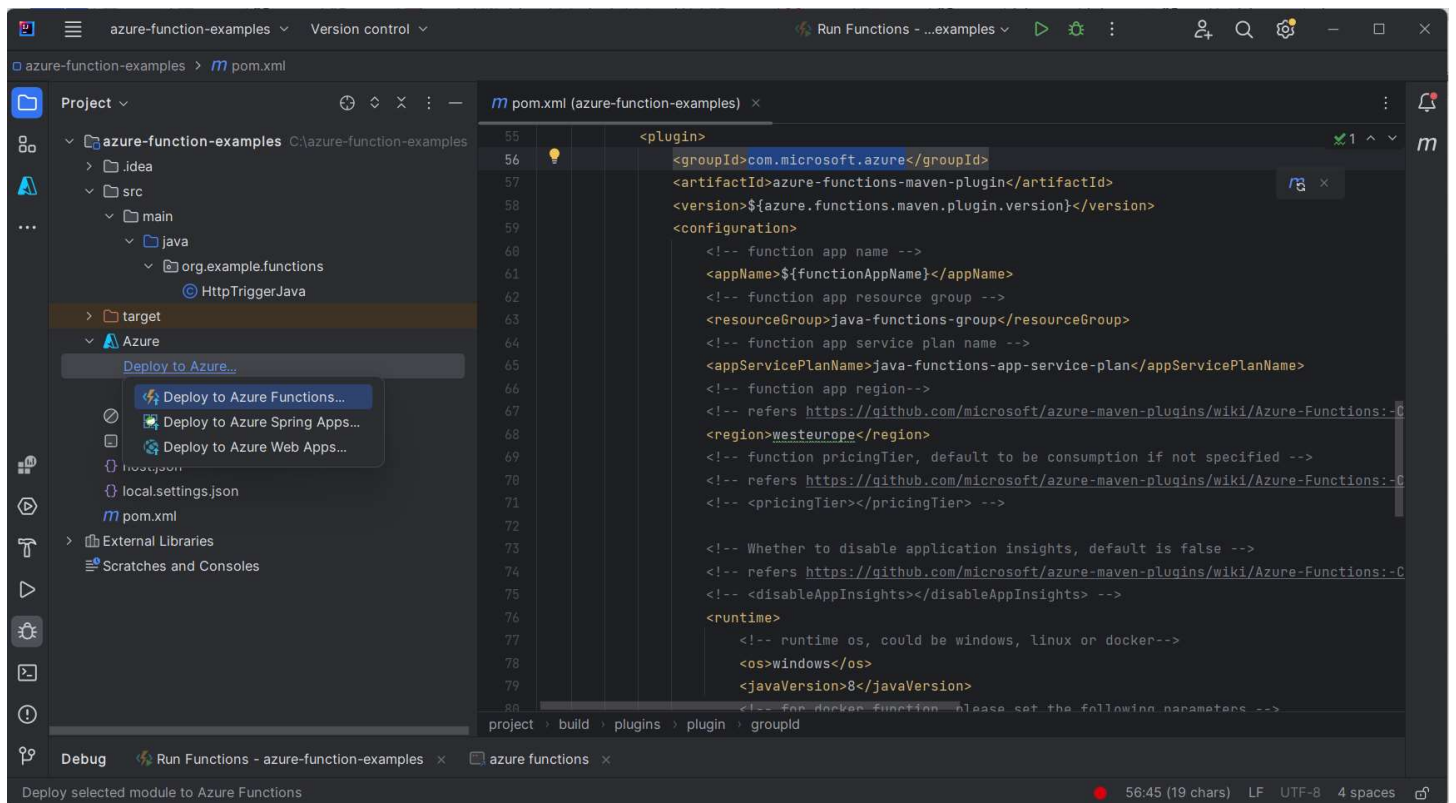 azure-function-examples Version control Run Functions - ...examples
azure-function-examples > m pom.xml
Project
m pom.xml (azure-function-examples)
azure-function-examples C:\azure-function-examples
.idea
src
main
java
org.example.functions
HttpTriggerJava
target
Azure
Deploy to Azure...
Deploy to Azure Functions...
Deploy to Azure Spring Apps...
Deploy to Azure Web Apps...
host.json
local.settings.json
m pom.xml
External Libraries
Scratches and Consoles
1
55 <plugin>
56 <groupId>com.microsoft.azure</groupId>
57 <artifactId>azure-functions-maven-plugin</artifactId>
58 <version>${azure.functions.maven.plugin.version}</version>
59 <configuration>
60 <!-- function app name -->
61 <appName>${functionAppName}</appName>
62 <!-- function app resource group -->
63 <resourceGroup>java-functions-group</resourceGroup>
64 <!-- function app service plan name -->
65 <appServicePlanName>java-functions-app-service-plan</appServicePlanName>
66 <!-- function app region-->
67 <!-- refers https://github.com/microsoft/azure-maven-plugins/wiki/Azure-Functions:-C
68 <region>westeurope</region>
69 <!-- function pricingTier, default to be consumption if not specified -->
70 <!-- refers https://github.com/microsoft/azure-maven-plugins/wiki/Azure-Functions:-C
71 <!-- <pricingTier></pricingTier> -->
72
73 <!-- Whether to disable application insights, default is false -->
74 <!-- refers https://github.com/microsoft/azure-maven-plugins/wiki/Azure-Functions:-C
75 <!-- <disableAppInsights></disableAppInsights> -->
76 <runtime>
77 <!-- runtime os, could be windows, linux or docker-->
78 <os>windows</os>
79 <javaVersion>8</javaVersion>
80 <!-- for docker function, please set the following parameters -->
project > build > plugins > plugin > groupId
Debug Run Functions - azure-function-examples azure functions
Deploy selected module to Azure Functions 56:45 (19 chars) LF UTF-8 4 spaces